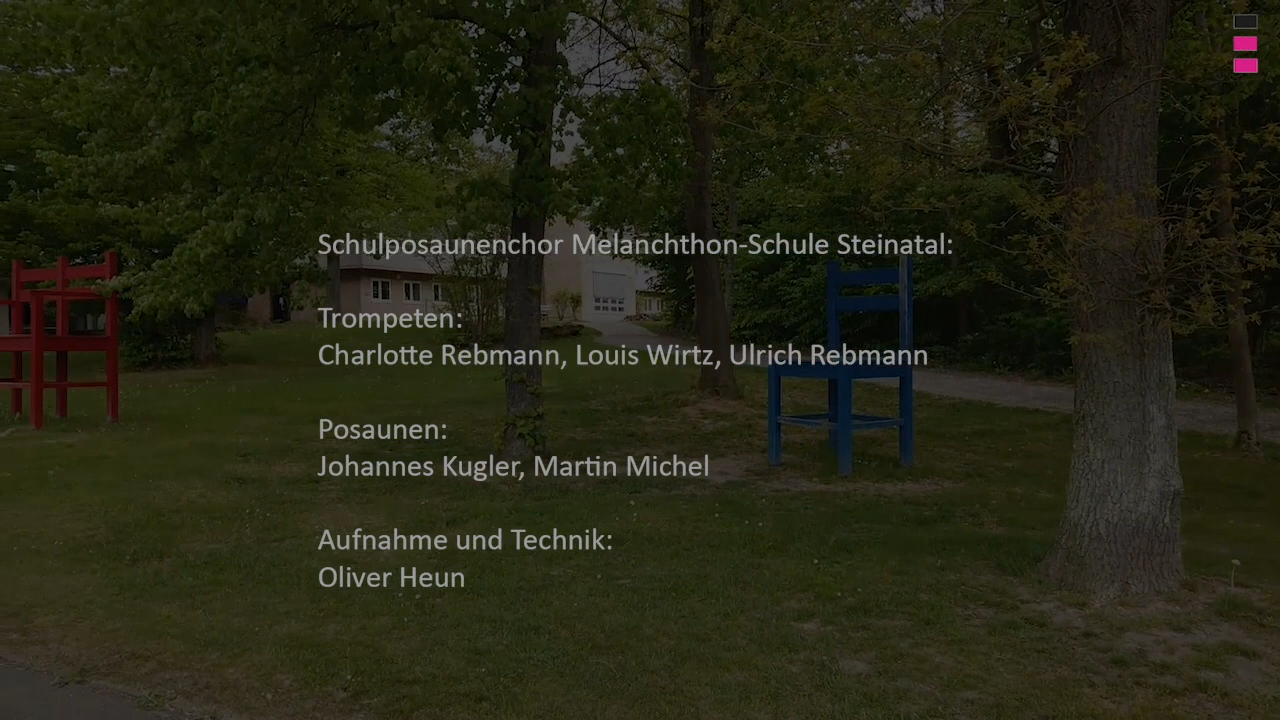 Schulposaunenchor Melanchthon-Schule Steinatal:
Trompeten:
Charlotte Rebmann, Louis Wirtz, Ulrich Rebmann
Posaunen:
Johannes Kugler, Martin Michel
Aufnahme und Technik:
Oliver Heun